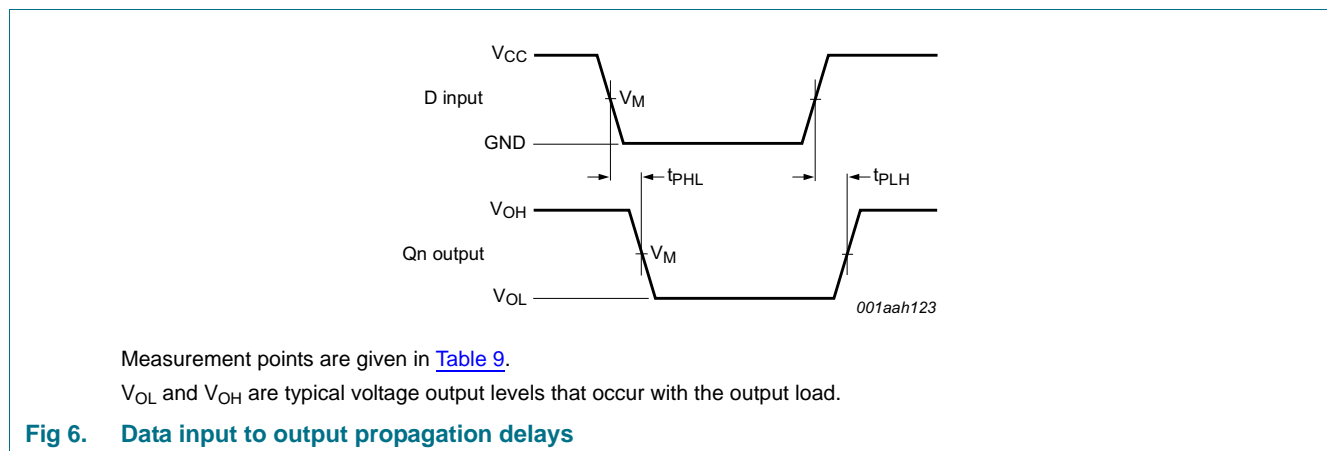 VCC
D input
VM
GND
tPHL
tPLH
VOH
Qn output
VM
VOL
001aah123
Measurement points are given in Table 9.
VOL and VOH are typical voltage output levels that occur with the output load.
Fig 6. Data input to output propagation delays